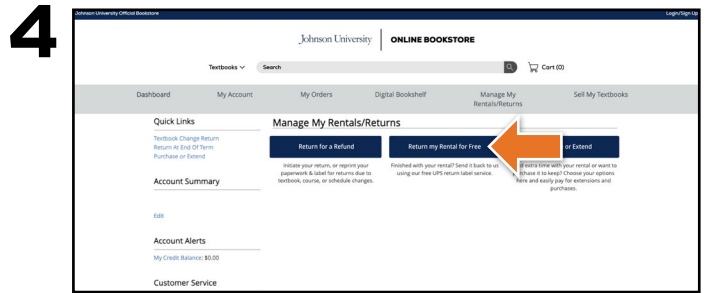 4
Johnson University Official Bookstore
Login/Sign Up
Johnson University
ONLINE BOOKSTORE
Textbooks
Search
Cart (0)
Dashboard
My Account
My Orders
Digital Bookshelf
Manage My
Rentals/Returns
Sell My Textbooks
Quick Links
Textbook Change Return
Return At End Of Term
Purchase or Extend
Account Summary
Edit
Account Alerts
My Credit Balance: $0.00
Customer Service
Manage My Rentals/Returns
Return for a Refund
Initiate your return, or reprint your
paperwork & label for returns due to
textbook, course, or schedule changes.
Return my Rental for Free
Finished with your rental? Send it back to us
using our free UPS return label service.
or Extend
extra time with your rental or want to
purchase it to keep? Choose your options
here and easily pay for extensions and
purchases.